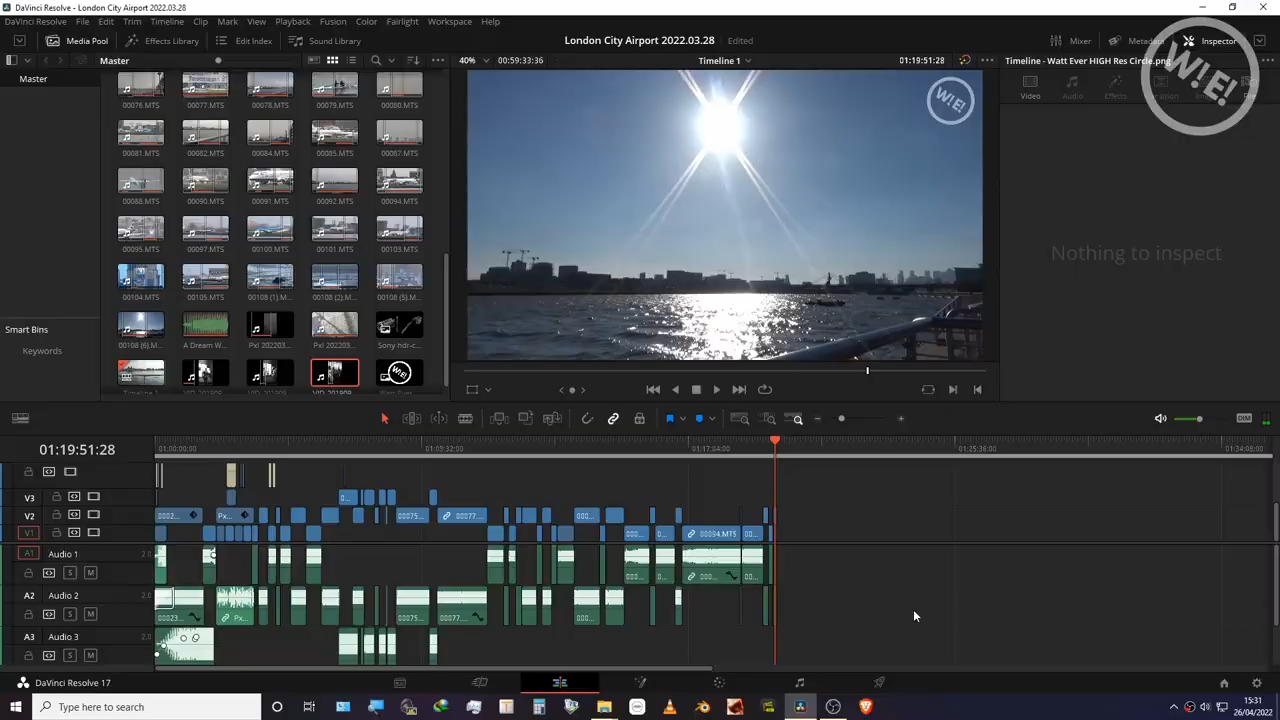 DaVinci Resolve - London City Airport 2022.03.28
DaVinci Resolve File Edit Trim Timeline Clip Mark View Playback Fusion Color Fairlight Workspace Help
Media Pool Effects Library Edit Index Sound Library London City Airport 2022.03.28 Edited Mixer Metadata Inspector
Master 40% 00:59:33:36 Timeline 1 01:19:51:28 Timeline - Watt Ever HIGH Res Circle.png
Master
Video Audio Effects
W!E!
W!E!
00076.MTS 00077.MTS 00078.MTS 00079.MTS 00080.MTS
00081.MTS 00082.MTS 00084.MTS 00085.MTS 00087.MTS
00088.MTS 00090.MTS 00091.MTS 00092.MTS 00094.MTS
00095.MTS 00097.MTS 00100.MTS 00101.MTS 00103.MTS
00104.MTS 00105.MTS 00108 (1).M... 00108 (2).M... 00108 (5).M...
00108 (6).M... A Dream W... Pxl 202203... Pxl 202203... Sony hdr-c...
Nothing to inspect
Smart Bins
Keywords
W!E!
DIM
01:19:51:28
01:00:00:00 01:09:32:00 01:17:04:00 01:25:36:00 01:34:08:00
V3 0...
V2 0002... Px... 00075... 00077.... 000...
V1 000... 0... 00094.MTS 000...
A1 Audio 1 2.0
S M 000... 0... 000... 00...
A2 Audio 2 2.0
S M 00023... Px... 00075... 00077.... 000...
A3 Audio 3 2.0
S M
DaVinci Resolve 17
Type here to search
15:31
26/04/2022